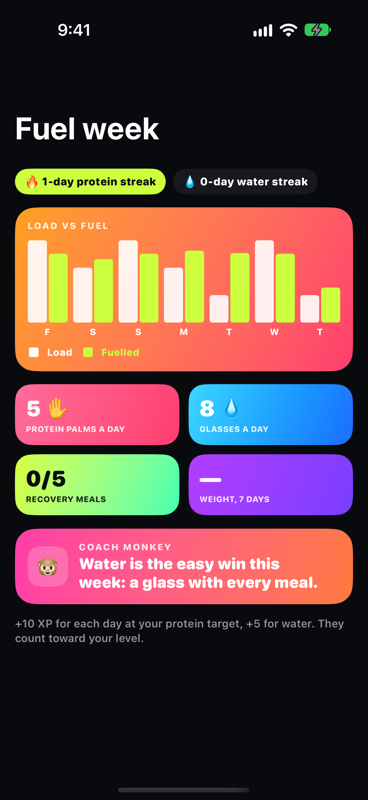 9:41
Fuel week
🔥 1-day protein streak
💧 0-day water streak
LOAD VS FUEL
F S S M T W T
Load Fuelled
5 🖐️
PROTEIN PALMS A DAY
8 💧
GLASSES A DAY
0/5
RECOVERY MEALS
—
WEIGHT, 7 DAYS
COACH MONKEY
Water is the easy win this
week: a glass with every meal.
+10 XP for each day at your protein target, +5 for water. They
count toward your level.